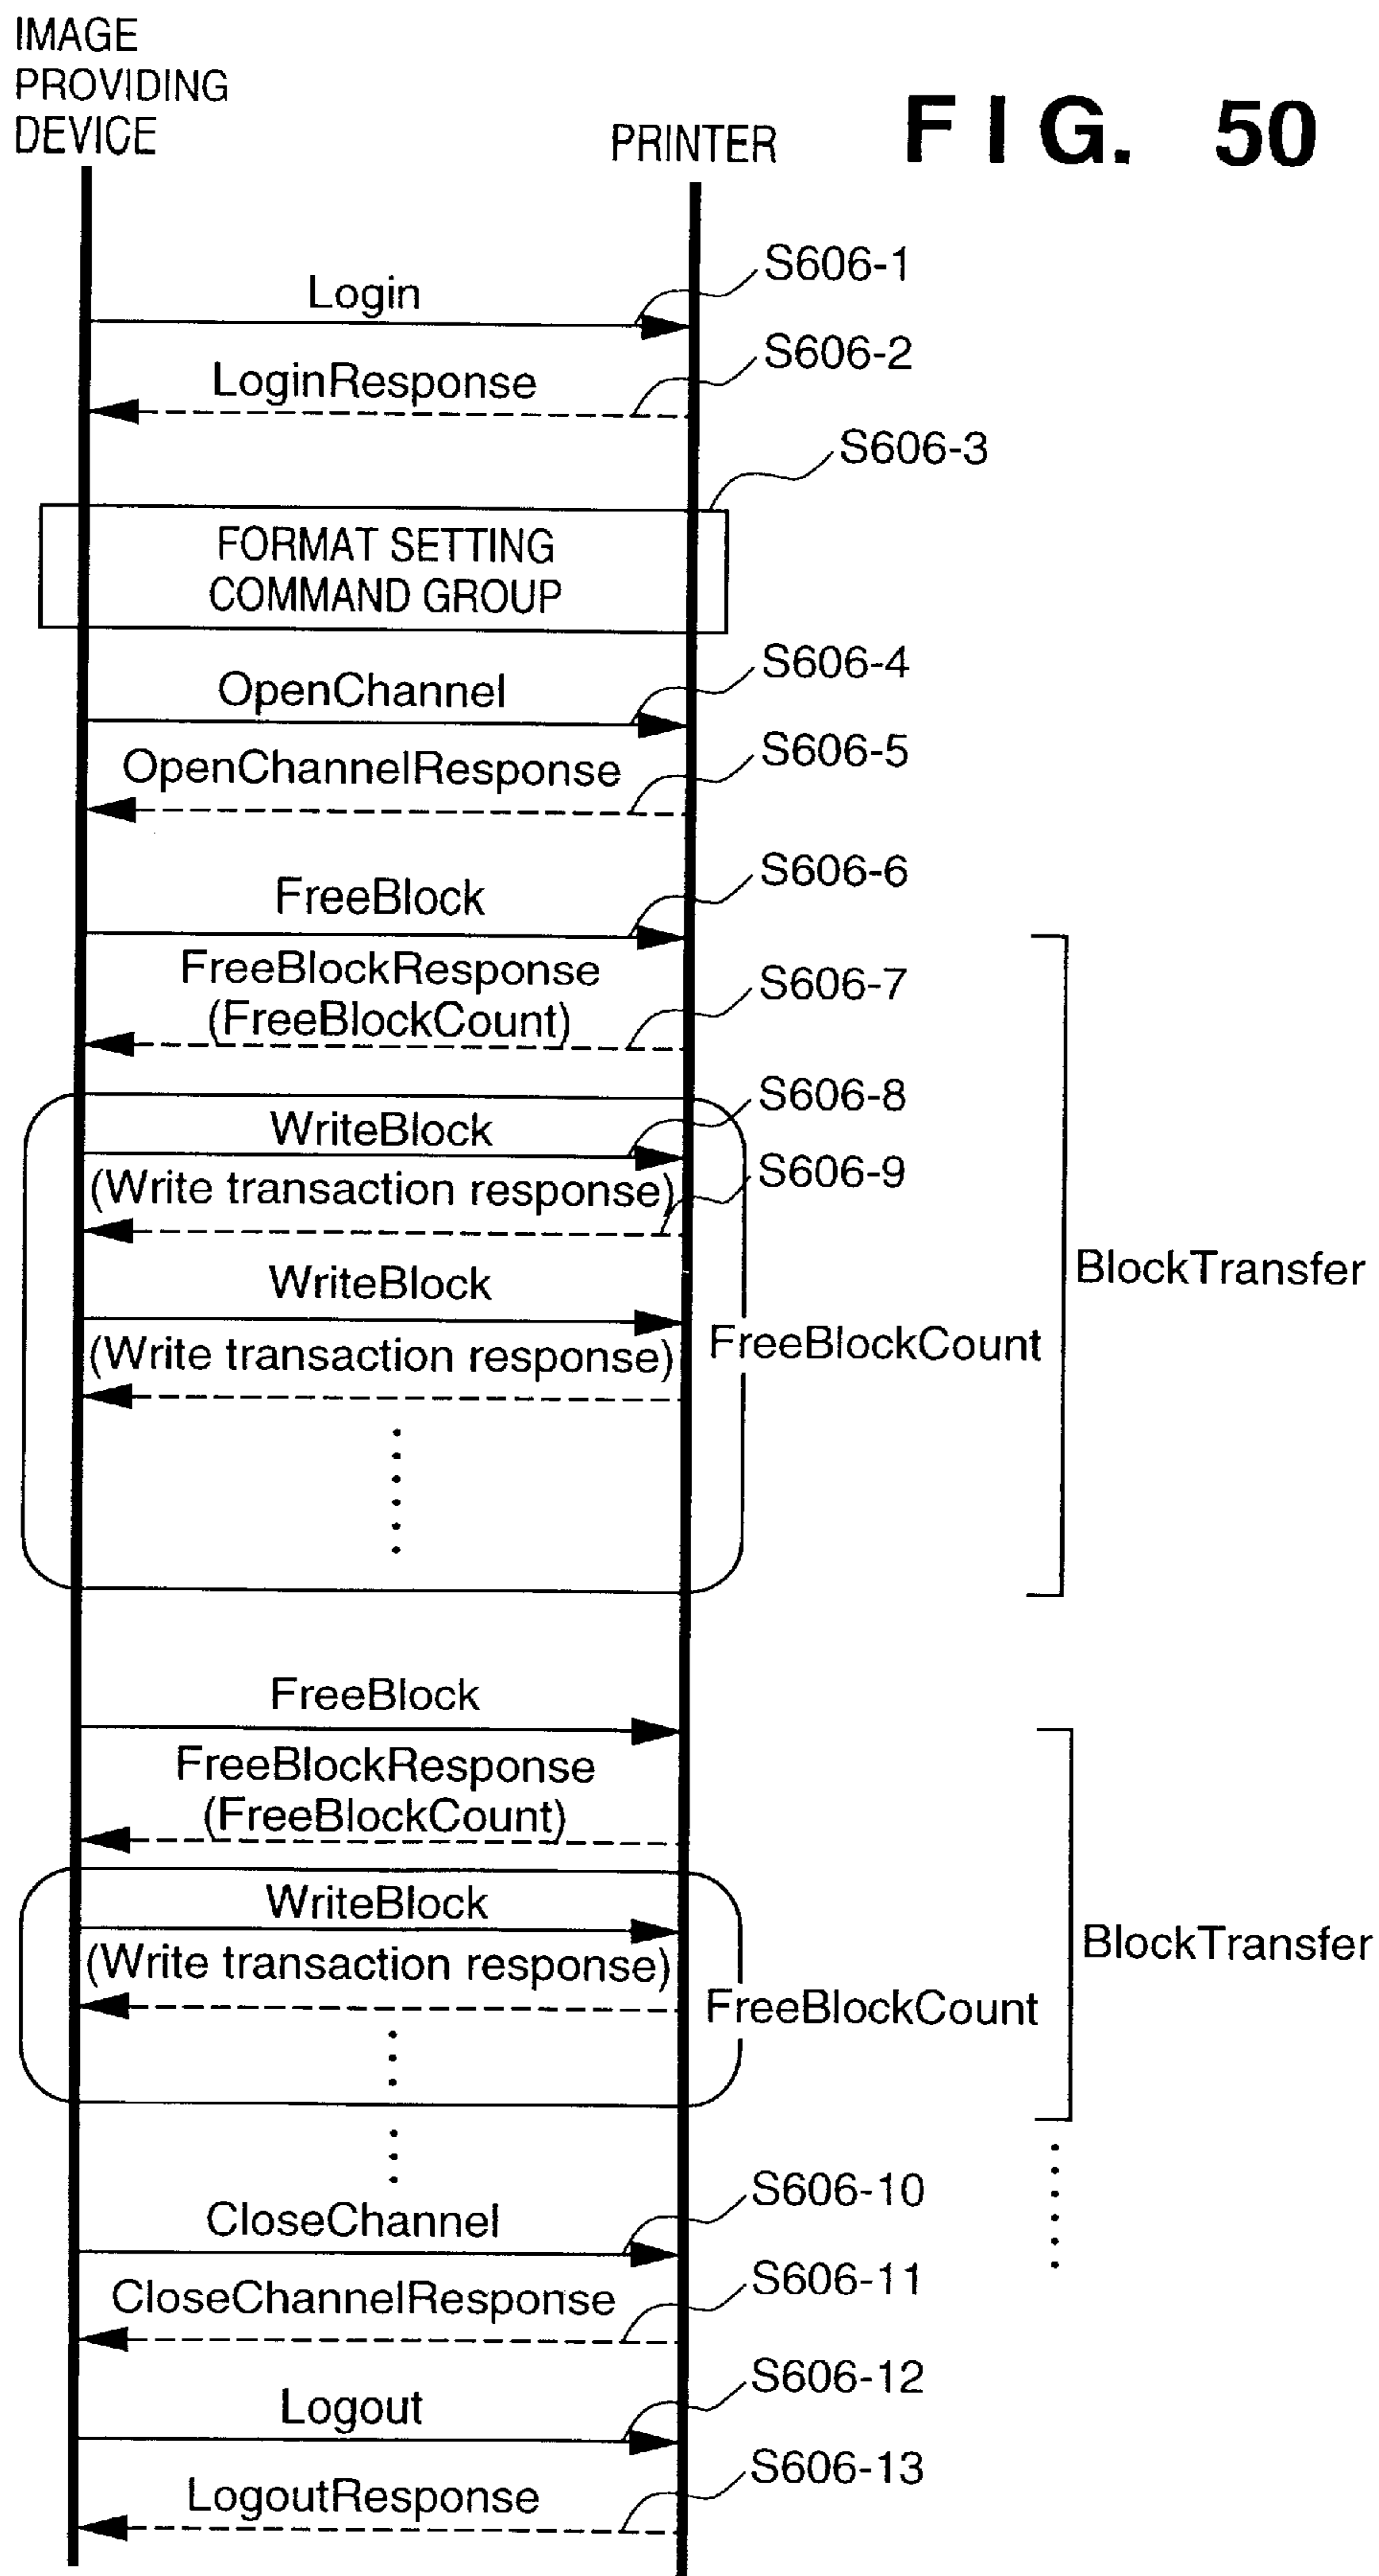 IMAGE
PROVIDING
DEVICE
PRINTER
FIG. 50
Login
S606-1
LoginResponse
S606-2
S606-3
FORMAT SETTING
COMMAND GROUP
OpenChannel
S606-4
OpenChannelResponse
S606-5
FreeBlock
S606-6
FreeBlockResponse
(FreeBlockCount)
S606-7
WriteBlock
S606-8
(Write transaction response)
S606-9
WriteBlock
(Write transaction response)
FreeBlockCount
BlockTransfer
FreeBlock
FreeBlockResponse
(FreeBlockCount)
WriteBlock
(Write transaction response)
FreeBlockCount
BlockTransfer
CloseChannel
S606-10
CloseChannelResponse
S606-11
Logout
S606-12
LogoutResponse
S606-13